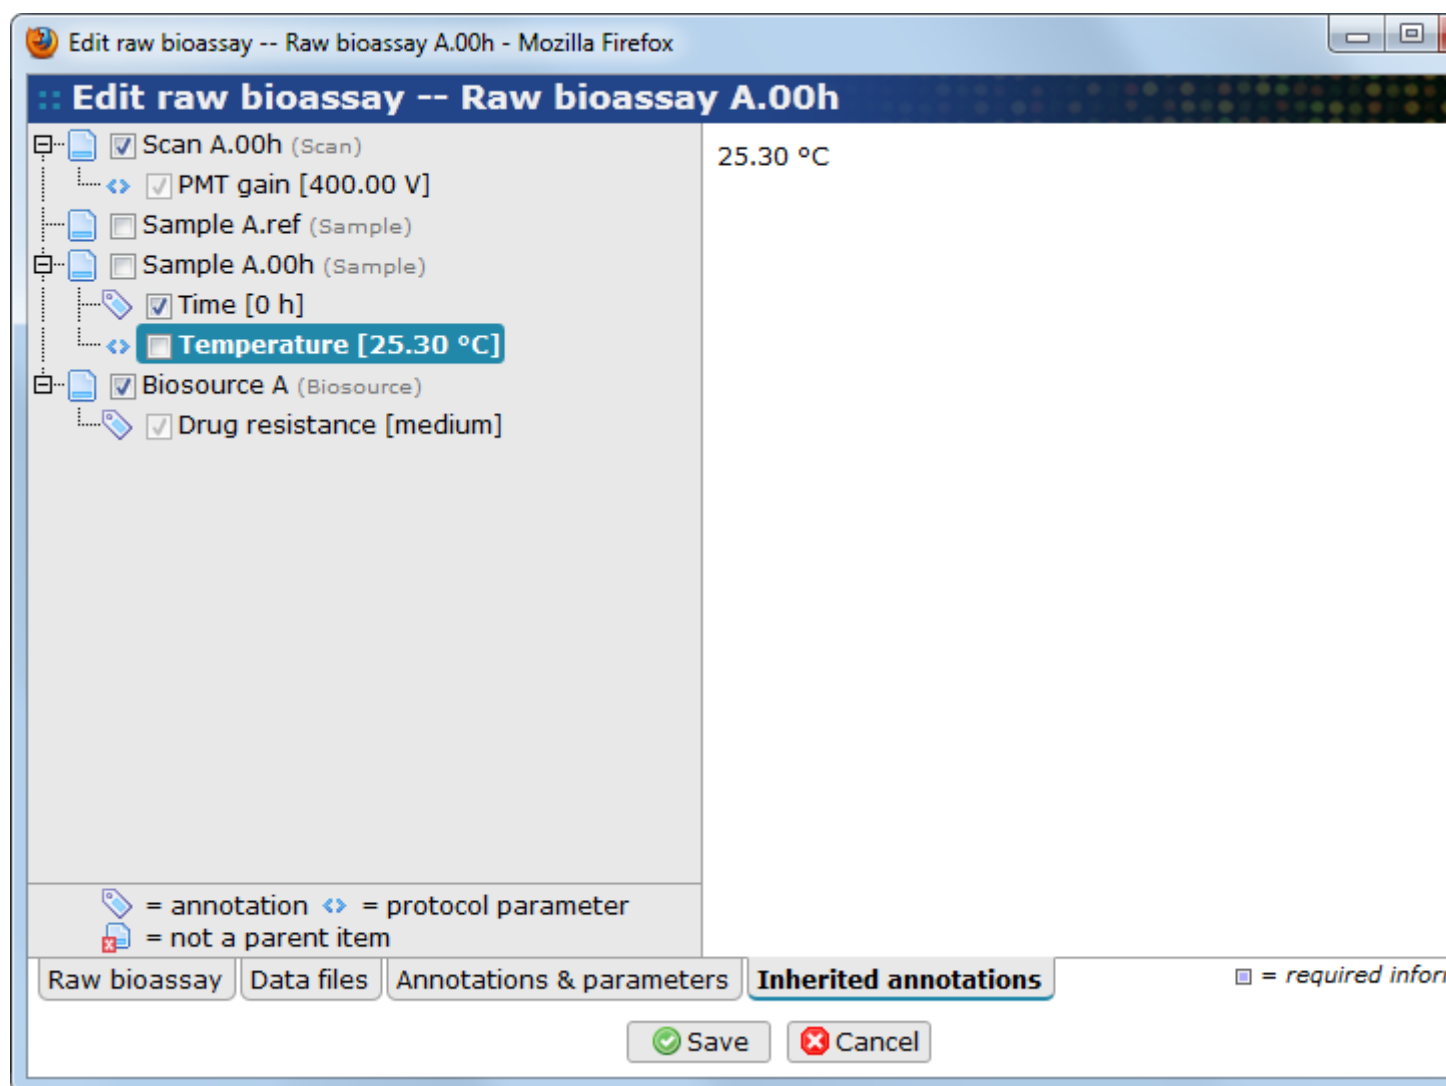 Edit raw bioassay -- Raw bioassay A.00h - Mozilla Firefox
:: Edit raw bioassay -- Raw bioassay A.00h
Scan A.00h (Scan)
PMT gain [400.00 V]
Sample A.ref (Sample)
Sample A.00h (Sample)
Time [0 h]
Temperature [25.30 °C]
Biosource A (Biosource)
Drug resistance [medium]
25.30 °C
= annotation <> = protocol parameter
= not a parent item
Raw bioassay Data files Annotations & parameters Inherited annotations = required infor
Save Cancel